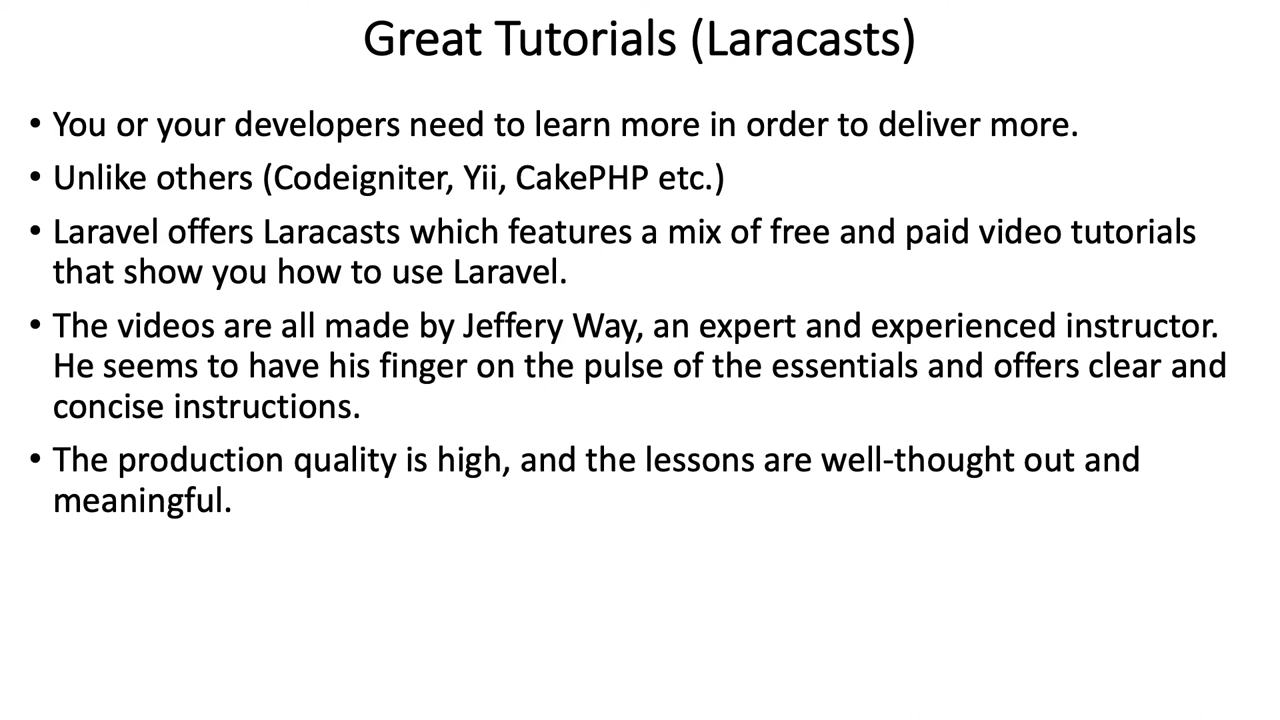 Great Tutorials (Laracasts)
• You or your developers need to learn more in order to deliver more.
• Unlike others (Codeigniter, Yii, CakePHP etc.)
• Laravel offers Laracasts which features a mix of free and paid video tutorials
that show you how to use Laravel.
• The videos are all made by Jeffery Way, an expert and experienced instructor.
He seems to have his finger on the pulse of the essentials and offers clear and
concise instructions.
• The production quality is high, and the lessons are well-thought out and
meaningful.